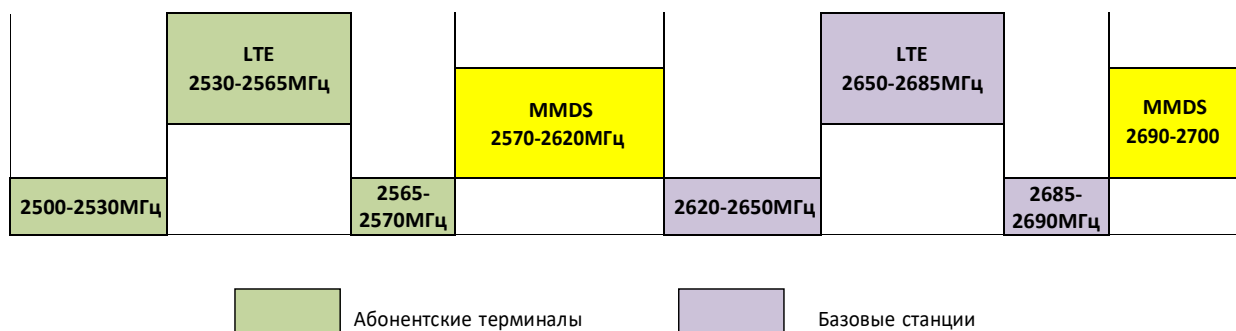 LTE
2530-2565МГц
LTE
2650-2685МГц
MMDS
2570-2620МГц
MMDS
2690-2700
2500-2530МГц
2565-
2570МГц
2620-2650МГц
2685-
2690МГц
Абонентские терминалы
Базовые станции